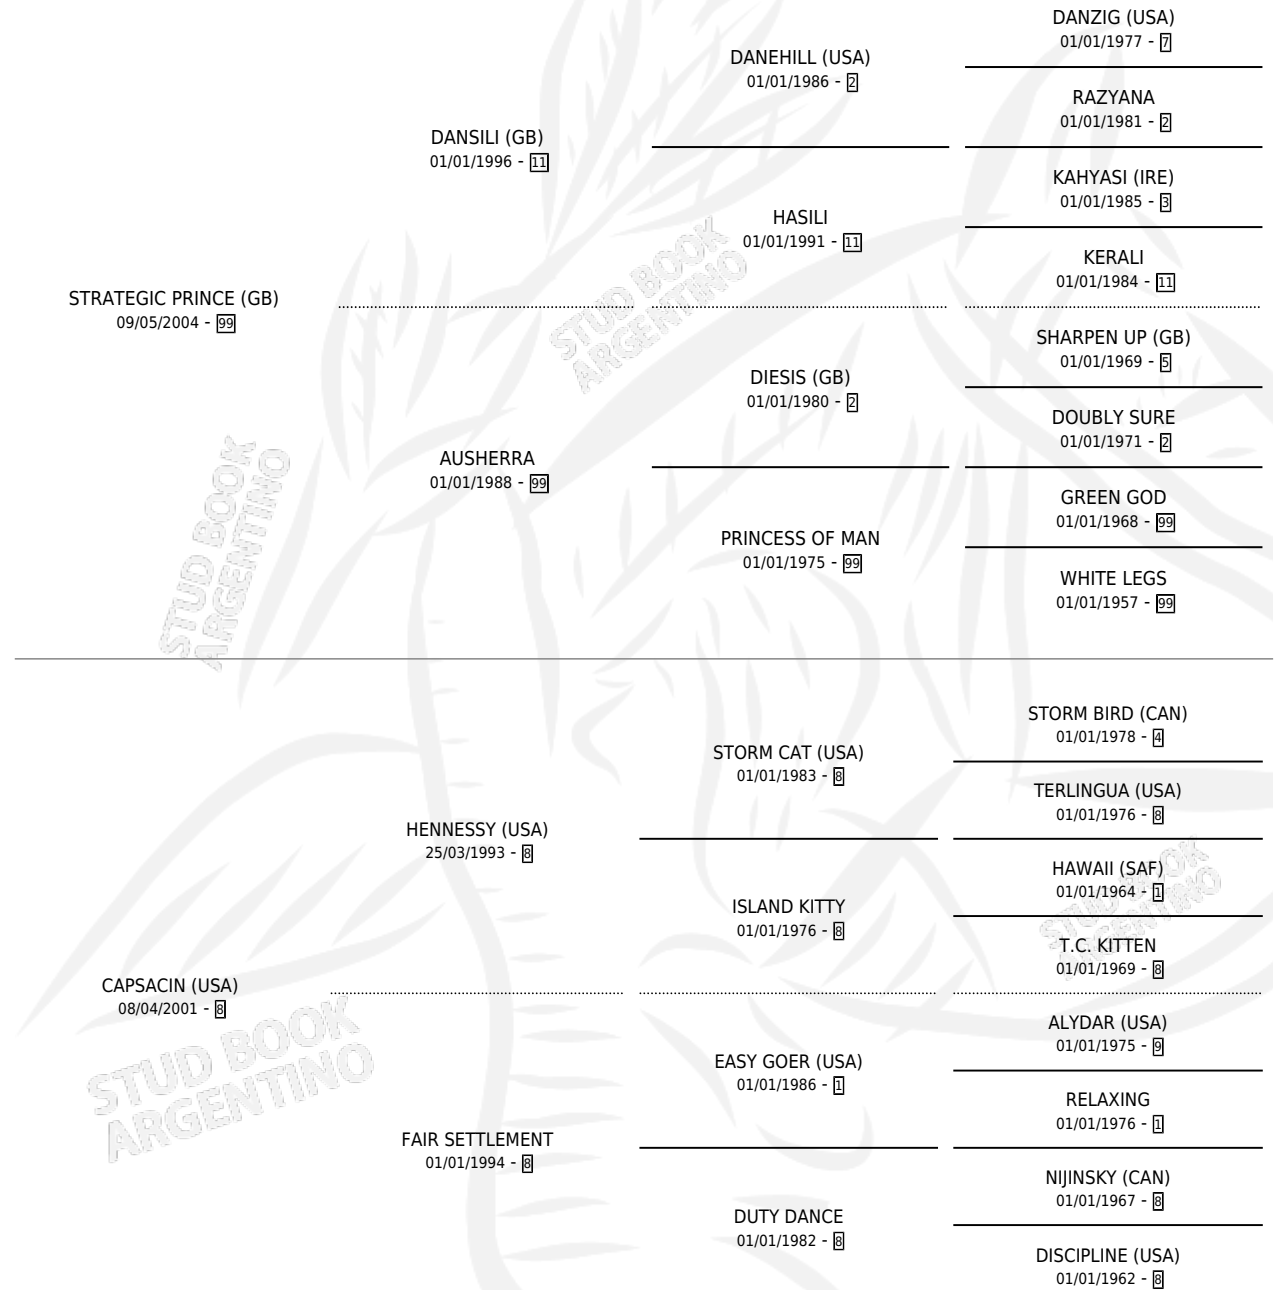 DANZIG (USA)
01/01/1977 - 7
DANEHILL (USA)
01/01/1986 - 2
RAZYANA
01/01/1981 - 2
DANSILI (GB)
01/01/1996 - 11
KAHYASI (IRE)
01/01/1985 - 3
HASILI
01/01/1991 - 11
KERALI
01/01/1984 - 11
STRATEGIC PRINCE (GB)
09/05/2004 - 99
SHARPEN UP (GB)
01/01/1969 - 5
DIESIS (GB)
01/01/1980 - 2
DOUBLY SURE
01/01/1971 - 2
AUSHERRA
01/01/1988 - 99
GREEN GOD
01/01/1968 - 99
PRINCESS OF MAN
01/01/1975 - 99
WHITE LEGS
01/01/1957 - 99
STORM BIRD (CAN)
01/01/1978 - 4
STORM CAT (USA)
01/01/1983 - 8
TERLINGUA (USA)
01/01/1976 - 8
HENNESSY (USA)
25/03/1993 - 8
HAWAII (SAF)
01/01/1964 - 1
ISLAND KITTY
01/01/1976 - 8
T.C. KITTEN
01/01/1969 - 8
CAPSACIN (USA)
08/04/2001 - 8
ALYDAR (USA)
01/01/1975 - 9
EASY GOER (USA)
01/01/1986 - 1
RELAXING
01/01/1976 - 1
FAIR SETTLEMENT
01/01/1994 - 8
NIJINSKY (CAN)
01/01/1967 - 8
DUTY DANCE
01/01/1982 - 8
DISCIPLINE (USA)
01/01/1962 - 8
STUD BOOK
ARGENTINO
STUD BOOK
ARGENTINO
STUD BOOK
ARGENTINO
STUD BOOK
ARGENTINO